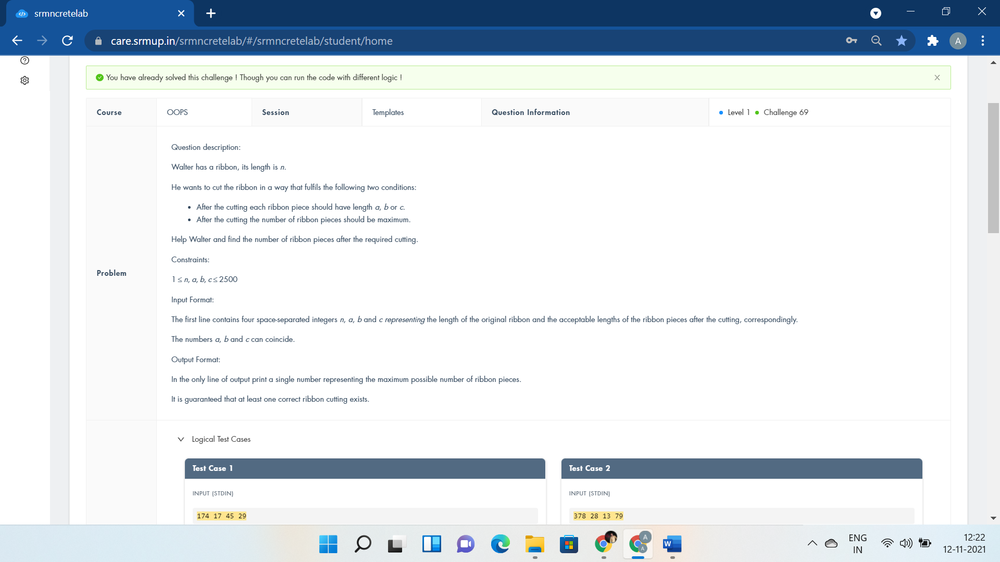 srmncretelab
care.srmup.in/srmncretelab/#/srmncretelab/student/home
A
You have already solved this challenge ! Though you can run the code with different logic !
Course OOPS Session Templates Question Information Level 1 Challenge 69
Problem
Question description:
Walter has a ribbon, its length is n.
He wants to cut the ribbon in a way that fulfils the following two conditions:
After the cutting each ribbon piece should have length a, b or c.
After the cutting the number of ribbon pieces should be maximum.
Help Walter and find the number of ribbon pieces after the required cutting.
Constraints:
1 ≤ n, a, b, c ≤ 2500
Input Format:
The first line contains four space-separated integers n, a, b and c representing the length of the original ribbon and the acceptable lengths of the ribbon pieces after the cutting, correspondingly.
The numbers a, b and c can coincide.
Output Format:
In the only line of output print a single number representing the maximum possible number of ribbon pieces.
It is guaranteed that at least one correct ribbon cutting exists.
Logical Test Cases
Test Case 1
INPUT (STDIN)
174 17 45 29
Test Case 2
INPUT (STDIN)
378 28 13 79
A
A
W
ENG
IN
12:22
12-11-2021